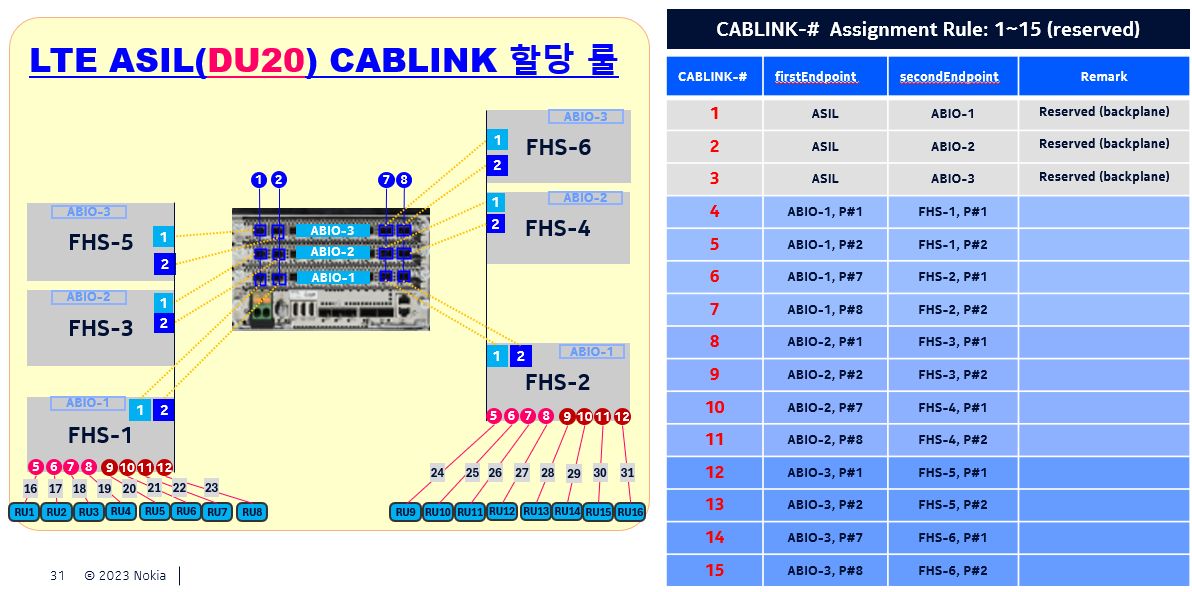 LTE ASIL(DU20) CABLINK 할당 룰
ABIO-3
FHS-6
1
2
ABIO-2
FHS-4
1
2
1 2 7 8
ABIO-3
FHS-5
1
2
ABIO-3
ABIO-2
ABIO-1
ABIO-2
FHS-3
1
2
ABIO-1
FHS-2
1 2
5 6 7 8 9 10 11 12
ABIO-1
FHS-1
1 2
5 6 7 8 9 10 11 12
16 17 18 19 20 21 22 23
24 25 26 27 28 29 30 31
RU1 RU2 RU3 RU4 RU5 RU6 RU7 RU8
RU9 RU10 RU11 RU12 RU13 RU14 RU15 RU16
31 © 2023 Nokia
CABLINK-# Assignment Rule: 1~15 (reserved)
CABLINK-# firstEndpoint secondEndpoint Remark
1 ASIL ABIO-1 Reserved (backplane)
2 ASIL ABIO-2 Reserved (backplane)
3 ASIL ABIO-3 Reserved (backplane)
4 ABIO-1, P#1 FHS-1, P#1
5 ABIO-1, P#2 FHS-1, P#2
6 ABIO-1, P#7 FHS-2, P#1
7 ABIO-1, P#8 FHS-2, P#2
8 ABIO-2, P#1 FHS-3, P#1
9 ABIO-2, P#2 FHS-3, P#2
10 ABIO-2, P#7 FHS-4, P#1
11 ABIO-2, P#8 FHS-4, P#2
12 ABIO-3, P#1 FHS-5, P#1
13 ABIO-3, P#2 FHS-5, P#2
14 ABIO-3, P#7 FHS-6, P#1
15 ABIO-3, P#8 FHS-6, P#2